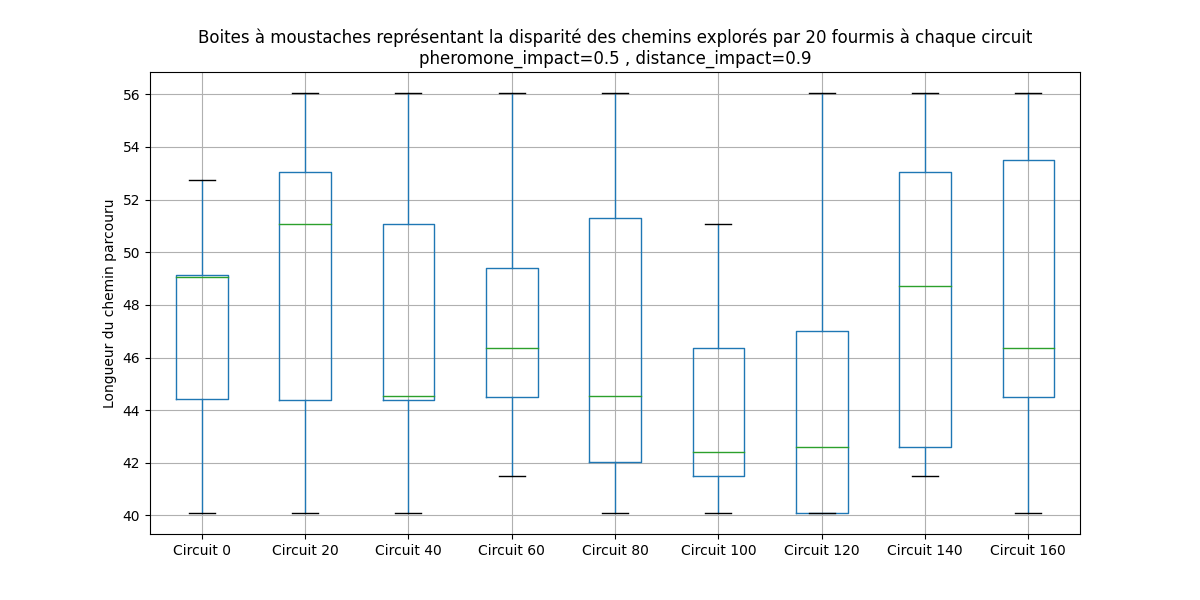 Boites à moustaches représentant la disparité des chemins explorés par 20 fourmis à chaque circuit
pheromone_impact=0.5 , distance_impact=0.9
Longueur du chemin parcouru
56
54
52
50
48
46
44
42
40
Circuit 0
Circuit 20
Circuit 40
Circuit 60
Circuit 80
Circuit 100
Circuit 120
Circuit 140
Circuit 160